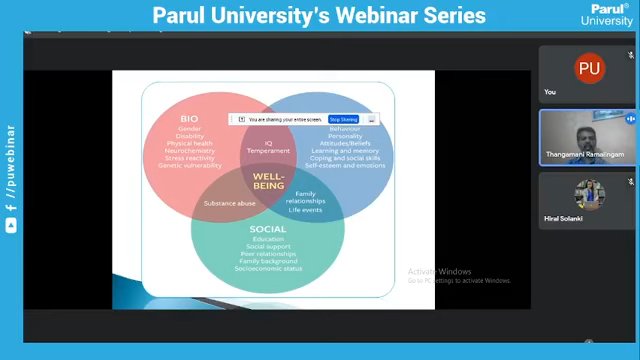 Parul University's Webinar Series
Parul®
University
/puwebinar
PU
You
Thangamani Ramalingam
Hiral Solanki
You are sharing your entire screen.
Stop Sharing
BIO
Gender
Disability
Physical health
Neurochemistry
Stress reactivity
Genetic vulnerability
IQ
Temperament
Behaviour
Personality
Attitudes/Beliefs
Learning and memory
Coping and social skills
Self-esteem and emotions
WELL-
BEING
Substance abuse
Family
relationships
Life events
SOCIAL
Education
Social support
Peer relationships
Family background
Socioeconomic status
Activate Windows
Go to PC settings to activate Windows.